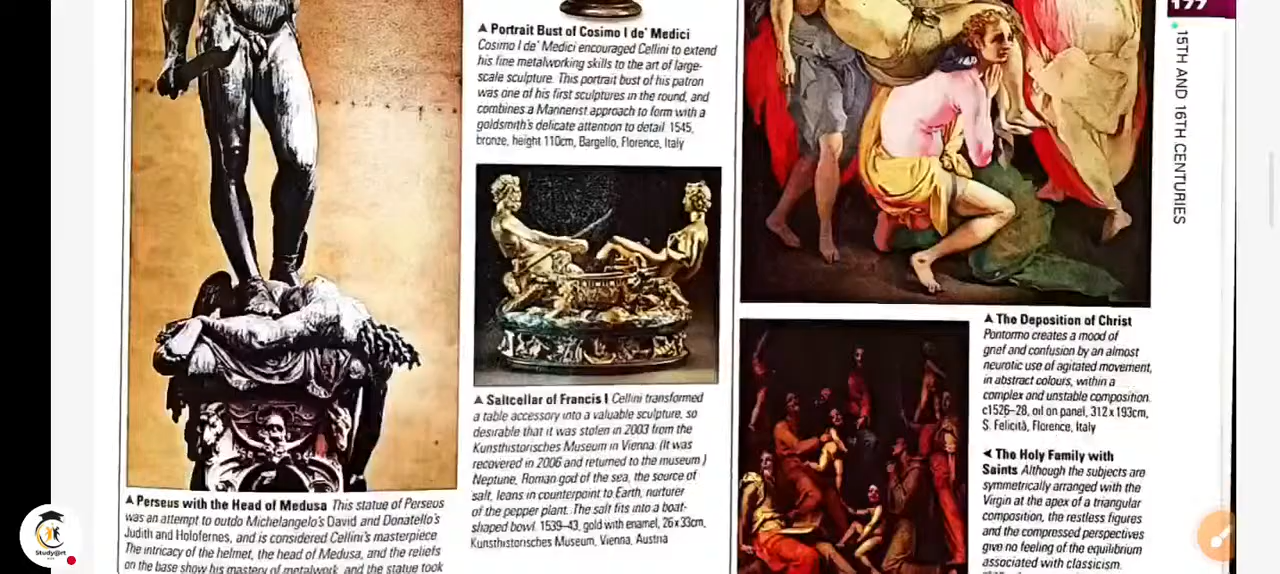 ▲ Portrait Bust of Cosimo I de' Medici
Cosimo I de' Medici encouraged Cellini to extend
his fine metalworking skills to the art of large-
scale sculpture. This portrait bust of his patron
was one of his first sculptures in the round, and
combines a Mannerist approach to form with a
goldsmith's delicate attention to detail. 1545,
bronze, height 110cm, Bargello, Florence, Italy
▲ Saltcellar of Francis I Cellini transformed
a table accessory into a valuable sculpture, so
desirable that it was stolen in 2003 from the
Kunsthistorisches Museum in Vienna. (It was
recovered in 2006 and returned to the museum.)
Neptune, Roman god of the sea, the source of
salt, leans in counterpoint to Earth, nurturer
of the pepper plant. The salt fits into a boat-
shaped bowl. 1539–43, gold with enamel, 26x33cm,
Kunsthistorisches Museum, Vienna, Austria
▲ Perseus with the Head of Medusa This statue of Perseus
was an attempt to outdo Michelangelo's David and Donatello's
Judith and Holofernes, and is considered Cellini's masterpiece
The intricacy of the helmet, the head of Medusa, and the reliefs
on the base show his mastery of metalwork, and the statue took
▲ The Deposition of Christ
Pontormo creates a mood of
grief and confusion by an almost
neurotic use of agitated movement,
in abstract colours, within a
complex and unstable composition.
c1526–28, oil on panel, 312x193cm,
S. Felicità, Florence, Italy
◄ The Holy Family with
Saints Although the subjects are
symmetrically arranged with the
Virgin at the apex of a triangular
composition, the restless figures
and the compressed perspectives
give no feeling of the equilibrium
associated with classicism.
15TH AND 16TH CENTURIES
Study@rt